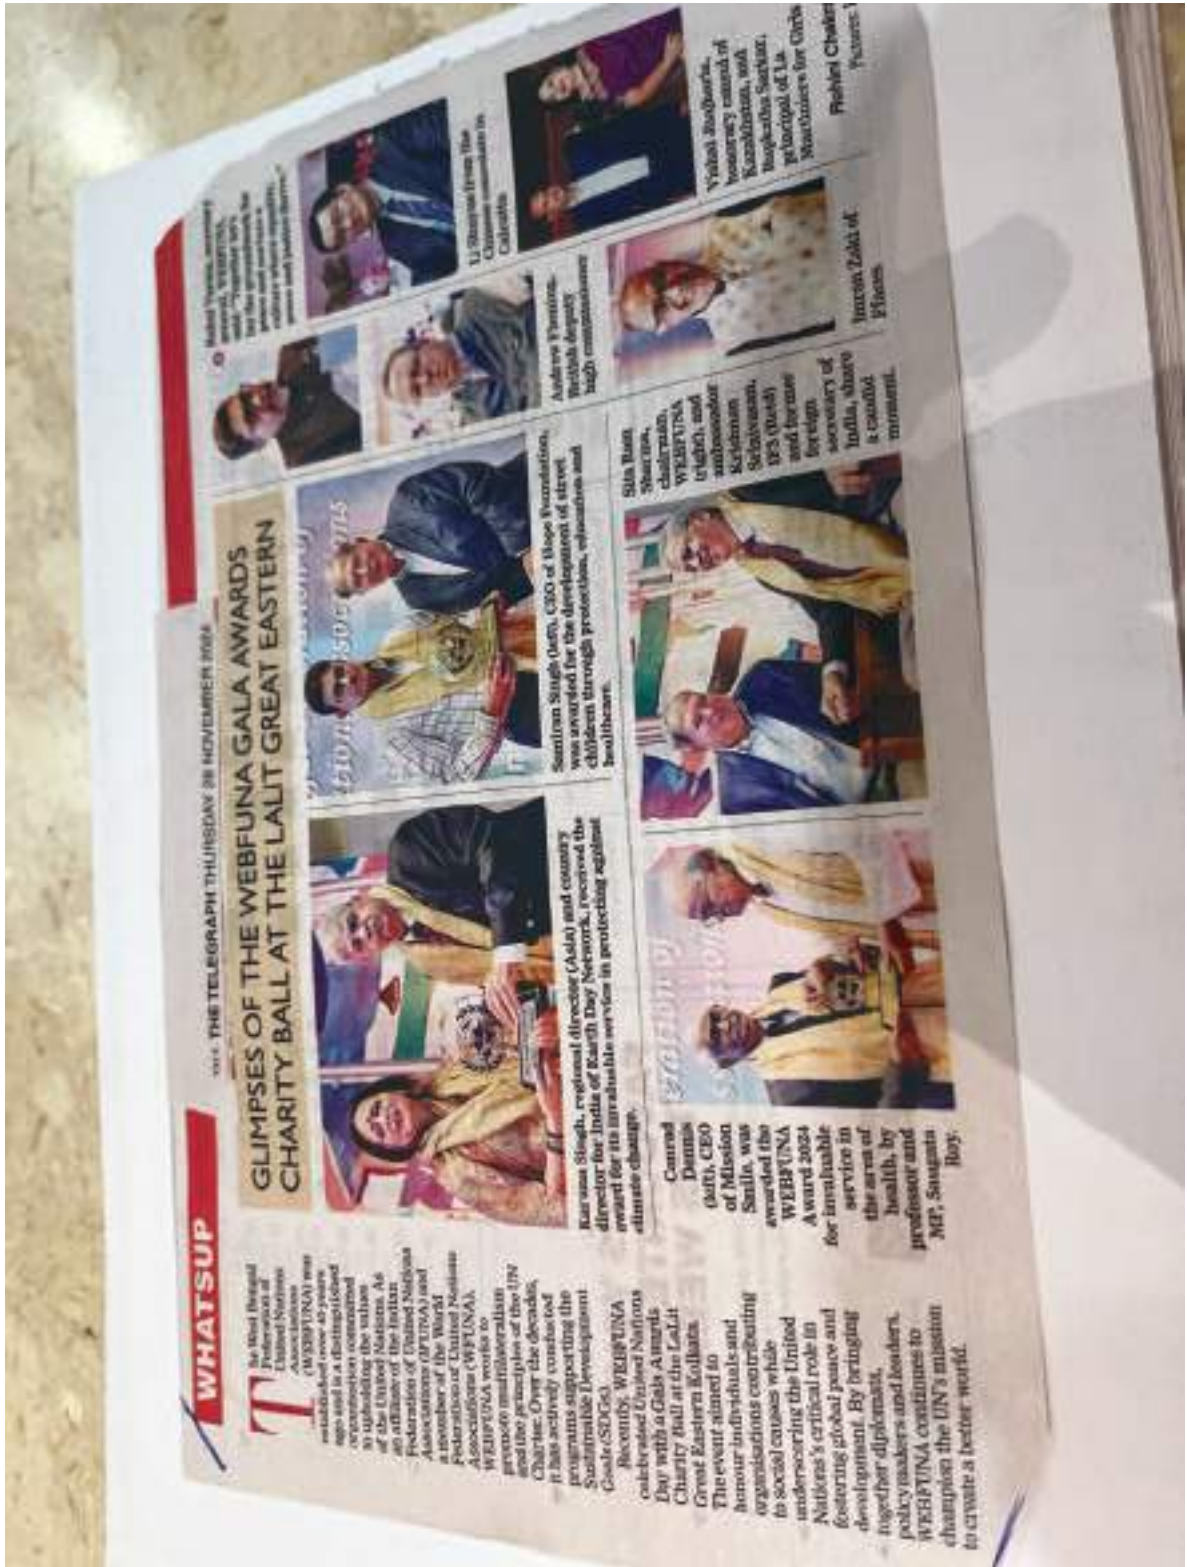 WHATSUP
THE TELEGRAPH THURSDAY 28 NOVEMBER 2024
GLIMPSES OF THE WEBFUNA GALA AWARDS
CHARITY BALL AT THE LALIT GREAT EASTERN
The West Bengal
Federation of
United Nations
Associations
(WEBFUNA) was
established over 40 years
ago and is a distinguished
organisation committed
to upholding the values
of the United Nations. As
an affiliate of the Indian
Federation of United Nations
Associations (IFUNA) and
a member of the World
Federation of United Nations
Associations (WFUNA),
WEBFUNA works to
promote multilateralism
and the principles of the UN
Charter. Over the decades,
it has actively conducted
programs supporting the
Sustainable Development
Goals (SDGs).
Recently, WEBFUNA
celebrated United Nations
Day with a Gala Awards
Charity Ball at the LaLit
Great Eastern Kolkata.
The event aimed to
honour individuals and
organisations contributing
to social causes while
underscoring the United
Nation's critical role in
fostering global peace and
development. By bringing
together diplomats,
policymakers and leaders,
WEBFUNA continues to
champion the UN's mission
to create a better world.
Karuna Singh, regional director (Asia) and country
director for India of Earth Day Network, received the
award for its invaluable service in protecting against
climate change.
Samiran Singh (left), CEO of Hope Foundation,
was awarded for the development of street
children through protection, education and
healthcare.
Conrad
Dennis
(left), CEO
of Mission
Smile, was
awarded the
WEBFUNA
Award 2024
for invaluable
service in
the area of
health, by
professor and
MP, Saugata
Roy.
Sita Ram
Sharma,
chairman,
WEBFUNA
(right), and
ambassador
Krishnan
Srinivasan,
IFS (Retd)
and former
foreign
secretary of
India, share
a candid
moment.
general, WEBFUNA,
Andrew Fleming,
British deputy
high commissioner
from the
Chinese consulate in
Calcutta.
Imran Zaki of
Vishal
honorary consul of
Kazakhstan, and
Rupkatha Sarkar,
principal of La
Martiniere for Girls